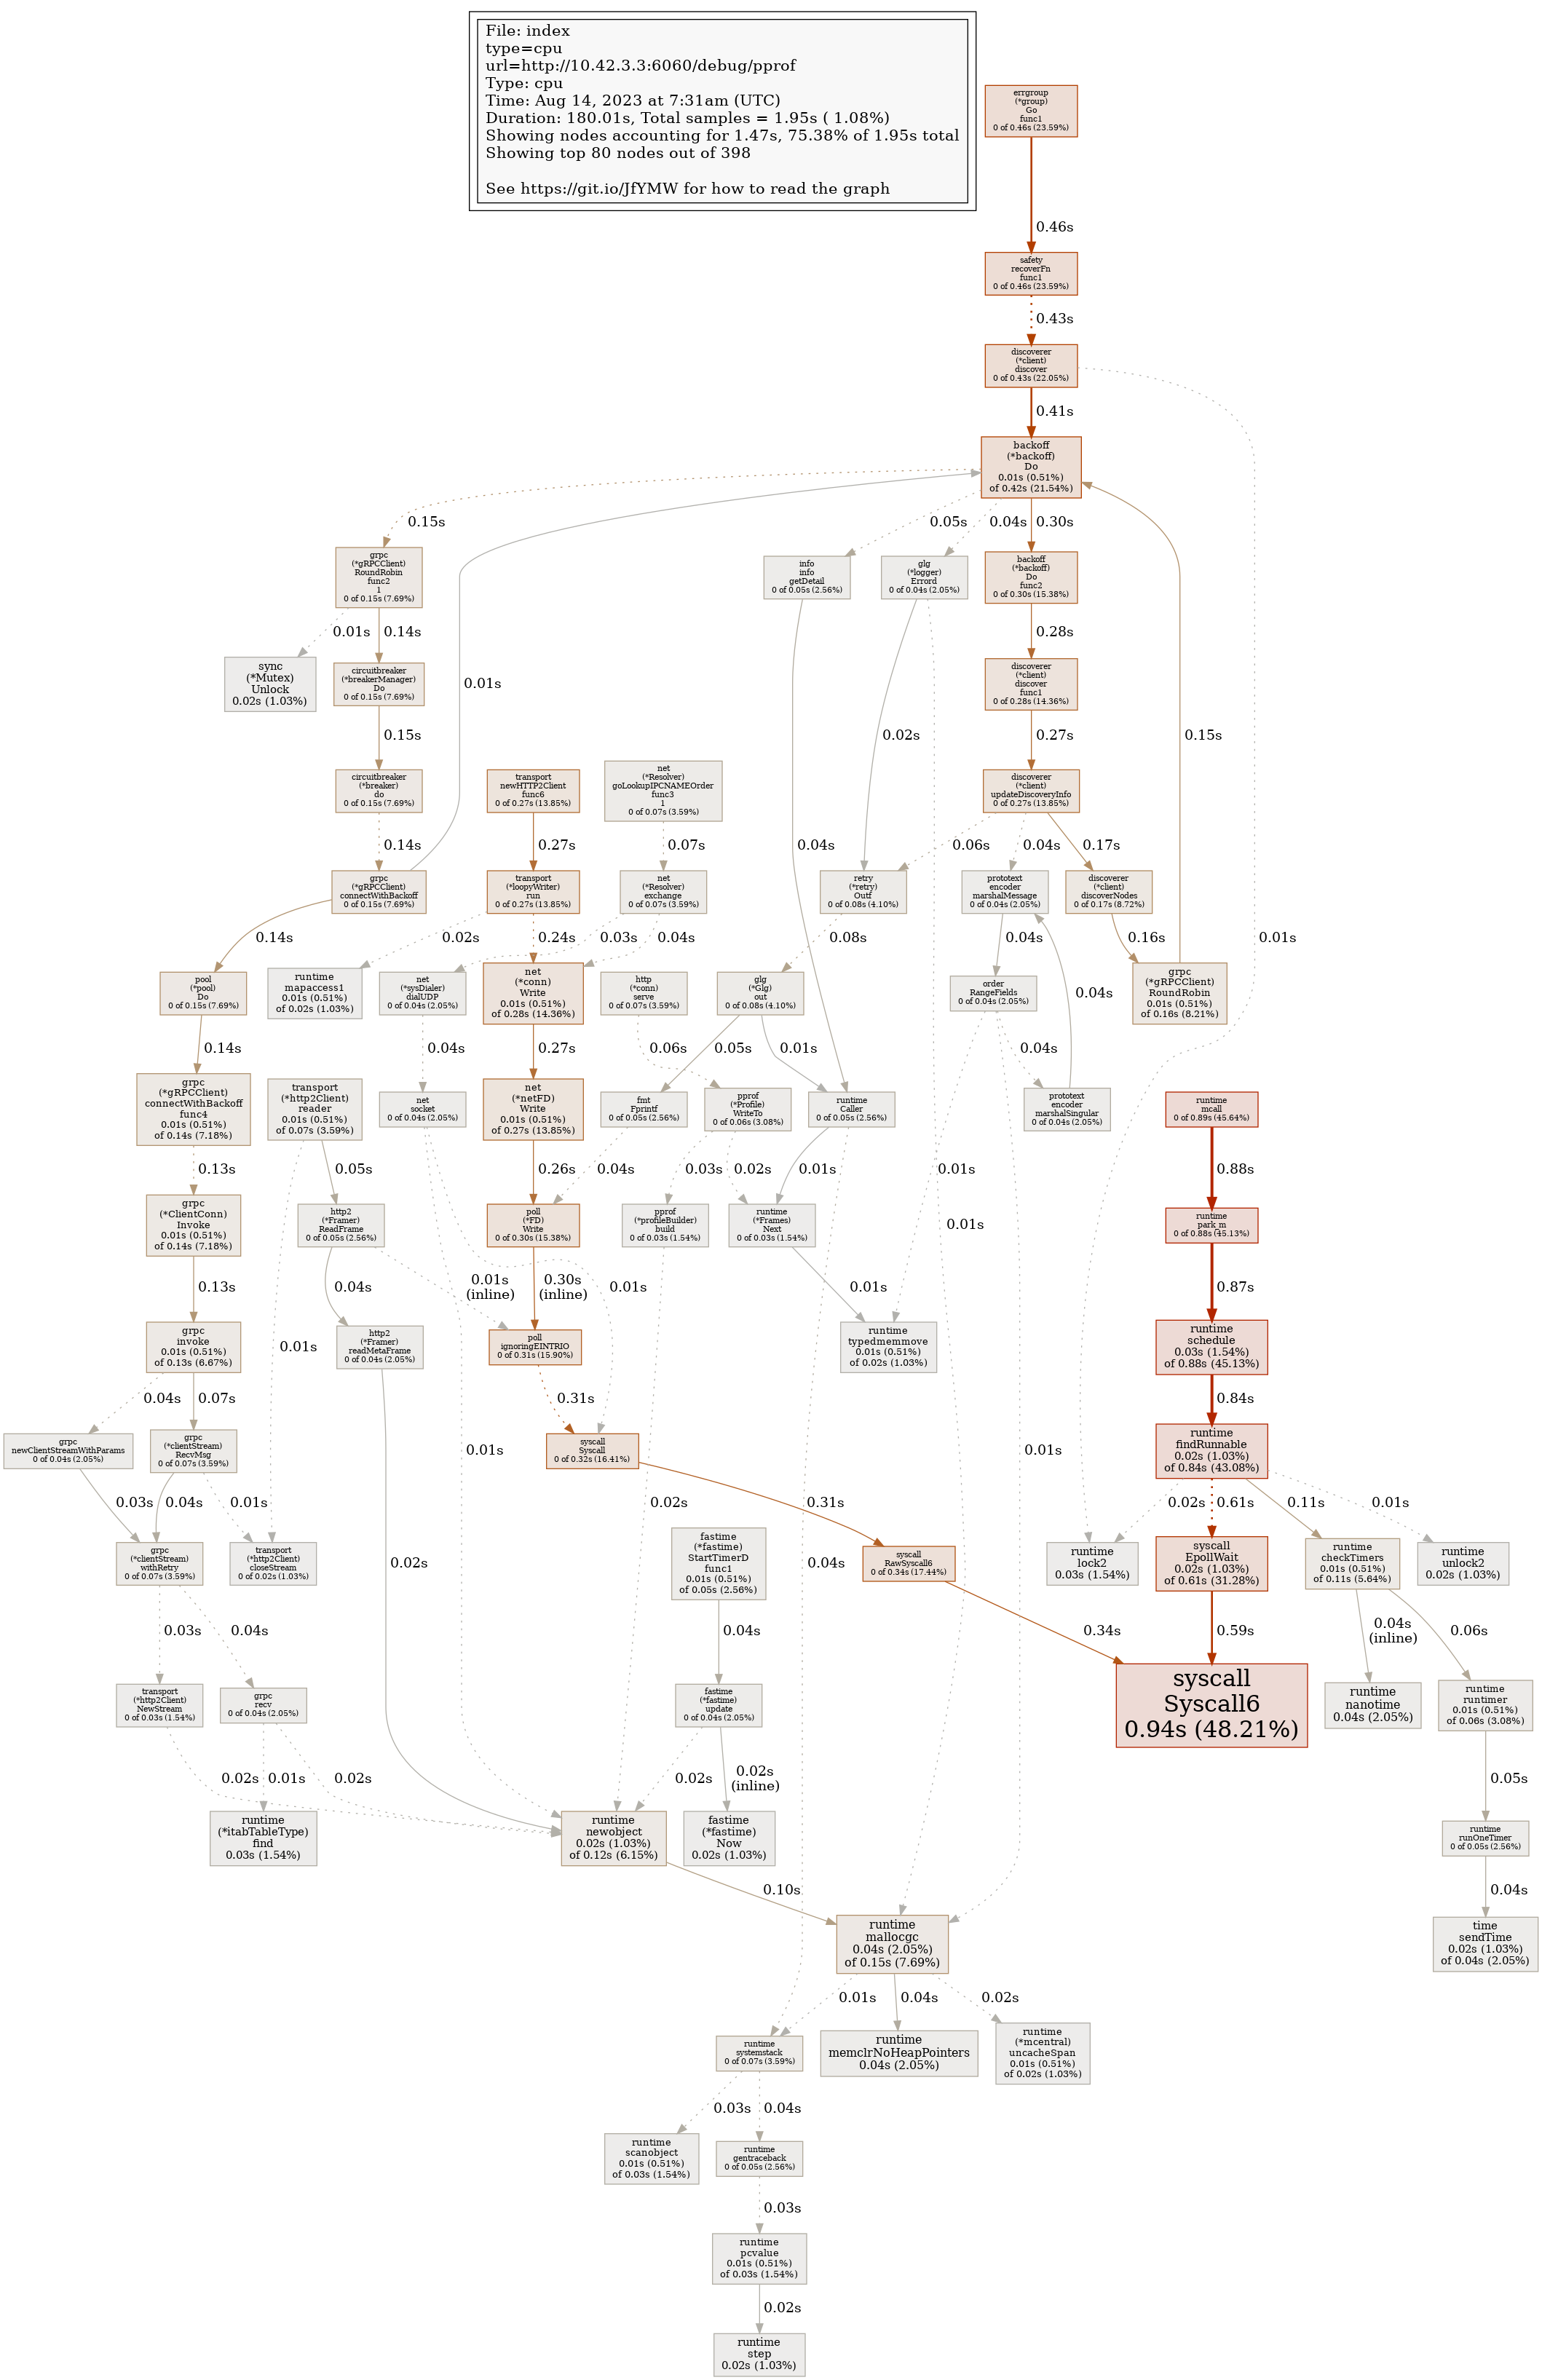 File: index
type=cpu
url=http://10.42.3.3:6060/debug/pprof
Type: cpu
Time: Aug 14, 2023 at 7:31am (UTC)
Duration: 180.01s, Total samples = 1.95s ( 1.08%)
Showing nodes accounting for 1.47s, 75.38% of 1.95s total
Showing top 80 nodes out of 398
See https://git.io/JfYMW for how to read the graph
errgroup
(*group)
Go
func1
0 of 0.46s (23.59%)
0.46s
safety
recoverFn
func1
0 of 0.46s (23.59%)
0.43s
discoverer
(*client)
discover
0 of 0.43s (22.05%)
0.41s
backoff
(*backoff)
Do
0.01s (0.51%)
of 0.42s (21.54%)
0.15s
0.05s
0.04s
0.30s
grpc
(*gRPCClient)
RoundRobin
func2
1
0 of 0.15s (7.69%)
info
info
getDetail
0 of 0.05s (2.56%)
glg
(*logger)
Errord
0 of 0.04s (2.05%)
backoff
(*backoff)
Do
func2
0 of 0.30s (15.38%)
0.01s
0.14s
0.28s
sync
(*Mutex)
Unlock
0.02s (1.03%)
circuitbreaker
(*breakerManager)
Do
0 of 0.15s (7.69%)
0.01s
discoverer
(*client)
discover
func1
0 of 0.28s (14.36%)
0.15s
0.02s
0.27s
0.15s
circuitbreaker
(*breaker)
do
0 of 0.15s (7.69%)
transport
newHTTP2Client
func6
0 of 0.27s (13.85%)
net
(*Resolver)
goLookupIPCNAMEOrder
func3
1
0 of 0.07s (3.59%)
discoverer
(*client)
updateDiscoveryInfo
0 of 0.27s (13.85%)
0.14s
0.27s
0.07s
0.04s
0.06s
0.04s
0.17s
grpc
(*gRPCClient)
connectWithBackoff
0 of 0.15s (7.69%)
transport
(*loopyWriter)
run
0 of 0.27s (13.85%)
net
(*Resolver)
exchange
0 of 0.07s (3.59%)
retry
(*retry)
Outf
0 of 0.08s (4.10%)
prototext
encoder
marshalMessage
0 of 0.04s (2.05%)
discoverer
(*client)
discoverNodes
0 of 0.17s (8.72%)
0.14s
0.02s
0.24s
0.03s
0.04s
0.08s
0.04s
0.16s
0.01s
pool
(*pool)
Do
0 of 0.15s (7.69%)
runtime
mapaccess1
0.01s (0.51%)
of 0.02s (1.03%)
net
(*sysDialer)
dialUDP
0 of 0.04s (2.05%)
net
(*conn)
Write
0.01s (0.51%)
of 0.28s (14.36%)
http
(*conn)
serve
0 of 0.07s (3.59%)
glg
(*Glg)
out
0 of 0.08s (4.10%)
order
RangeFields
0 of 0.04s (2.05%)
0.04s
grpc
(*gRPCClient)
RoundRobin
0.01s (0.51%)
of 0.16s (8.21%)
0.14s
0.04s
0.27s
0.06s
0.05s
0.01s
0.04s
grpc
(*gRPCClient)
connectWithBackoff
func4
0.01s (0.51%)
of 0.14s (7.18%)
transport
(*http2Client)
reader
0.01s (0.51%)
of 0.07s (3.59%)
net
socket
0 of 0.04s (2.05%)
net
(*netFD)
Write
0.01s (0.51%)
of 0.27s (13.85%)
fmt
Fprintf
0 of 0.05s (2.56%)
pprof
(*Profile)
WriteTo
0 of 0.06s (3.08%)
runtime
Caller
0 of 0.05s (2.56%)
prototext
encoder
marshalSingular
0 of 0.04s (2.05%)
runtime
mcall
0 of 0.89s (45.64%)
0.13s
0.05s
0.26s
0.04s
0.03s
0.02s
0.01s
0.01s
0.88s
grpc
(*ClientConn)
Invoke
0.01s (0.51%)
of 0.14s (7.18%)
http2
(*Framer)
ReadFrame
0 of 0.05s (2.56%)
poll
(*FD)
Write
0 of 0.30s (15.38%)
pprof
(*profileBuilder)
build
0 of 0.03s (1.54%)
runtime
(*Frames)
Next
0 of 0.03s (1.54%)
0.01s
runtime
park_m
0 of 0.88s (45.13%)
0.13s
0.04s
0.01s
(inline)
0.30s
(inline)
0.01s
0.01s
0.87s
grpc
invoke
0.01s (0.51%)
of 0.13s (6.67%)
0.01s
http2
(*Framer)
readMetaFrame
0 of 0.04s (2.05%)
poll
ignoringEINTRIO
0 of 0.31s (15.90%)
runtime
typedmemmove
0.01s (0.51%)
of 0.02s (1.03%)
runtime
schedule
0.03s (1.54%)
of 0.88s (45.13%)
0.04s
0.07s
0.31s
0.84s
grpc
newClientStreamWithParams
0 of 0.04s (2.05%)
grpc
(*clientStream)
RecvMsg
0 of 0.07s (3.59%)
0.01s
syscall
Syscall
0 of 0.32s (16.41%)
0.01s
runtime
findRunnable
0.02s (1.03%)
of 0.84s (43.08%)
0.03s
0.04s
0.01s
0.02s
0.31s
0.02s
0.61s
0.11s
0.01s
grpc
(*clientStream)
withRetry
0 of 0.07s (3.59%)
transport
(*http2Client)
closeStream
0 of 0.02s (1.03%)
0.02s
fastime
(*fastime)
StartTimerD
func1
0.01s (0.51%)
of 0.05s (2.56%)
0.04s
syscall
RawSyscall6
0 of 0.34s (17.44%)
runtime
lock2
0.03s (1.54%)
syscall
EpollWait
0.02s (1.03%)
of 0.61s (31.28%)
runtime
checkTimers
0.01s (0.51%)
of 0.11s (5.64%)
runtime
unlock2
0.02s (1.03%)
0.03s
0.04s
0.04s
0.34s
0.59s
0.04s
(inline)
0.06s
transport
(*http2Client)
NewStream
0 of 0.03s (1.54%)
grpc
recv
0 of 0.04s (2.05%)
fastime
(*fastime)
update
0 of 0.04s (2.05%)
syscall
Syscall6
0.94s (48.21%)
runtime
nanotime
0.04s (2.05%)
runtime
runtimer
0.01s (0.51%)
of 0.06s (3.08%)
0.02s
0.01s
0.02s
0.02s
0.02s
(inline)
0.05s
runtime
(*itabTableType)
find
0.03s (1.54%)
runtime
newobject
0.02s (1.03%)
of 0.12s (6.15%)
fastime
(*fastime)
Now
0.02s (1.03%)
runtime
runOneTimer
0 of 0.05s (2.56%)
0.10s
0.04s
runtime
mallocgc
0.04s (2.05%)
of 0.15s (7.69%)
time
sendTime
0.02s (1.03%)
of 0.04s (2.05%)
0.01s
0.04s
0.02s
runtime
systemstack
0 of 0.07s (3.59%)
runtime
memclrNoHeapPointers
0.04s (2.05%)
runtime
(*mcentral)
uncacheSpan
0.01s (0.51%)
of 0.02s (1.03%)
0.03s
0.04s
runtime
scanobject
0.01s (0.51%)
of 0.03s (1.54%)
runtime
gentraceback
0 of 0.05s (2.56%)
0.03s
runtime
pcvalue
0.01s (0.51%)
of 0.03s (1.54%)
0.02s
runtime
step
0.02s (1.03%)